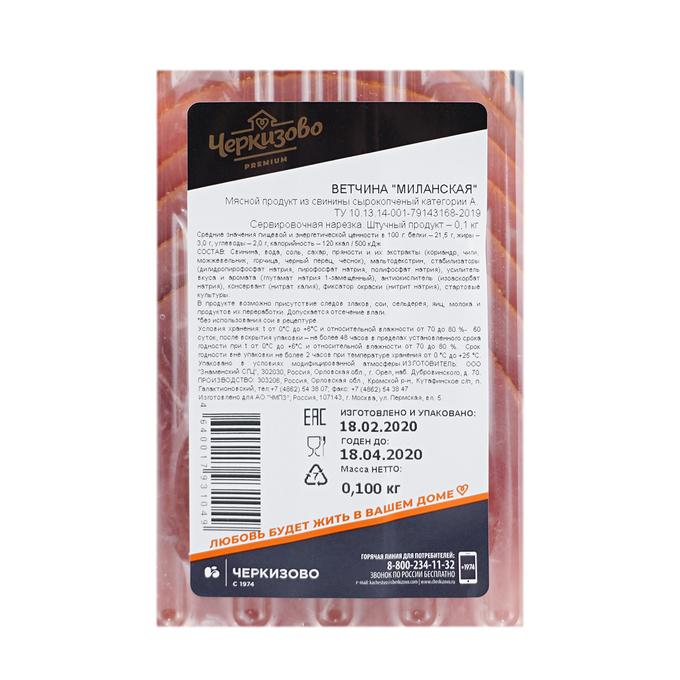 Черкизово
PREMIUM
ВЕТЧИНА "МИЛАНСКАЯ"
Мясной продукт из свинины сырокопченый категории А.
ТУ 10.13.14-001-79143168-2019
Сервировочная нарезка. Штучный продукт – 0,1 кг
Средние значения пищевой и энергетической ценности в 100 г: белки – 21,5 г, жиры –
3,0 г, углеводы – 2,0 г, калорийность – 120 ккал / 500 кДж
СОСТАВ: Свинина, вода, соль, сахар, пряности и их экстракты (кориандр, чили,
можжевельник, горчица, черный перец, чеснок), мальтодекстрин, стабилизаторы
(дигидропирофосфат натрия, пирофосфат натрия, полифосфат натрия), усилитель
вкуса и аромата (глутамат натрия 1-замещенный), антиокислитель (изоаскорбат
натрия), консервант (нитрат калия), фиксатор окраски (нитрит натрия), стартовые
культуры.
В продукте возможно присутствие следов злаков, сои, сельдерея, яиц, молока и
продуктов их переработки. Допускается отсечение влаги.
*без использования сои в рецептуре
Условия хранения: t от 0°С до +6°С и относительной влажности от 70 до 80 %– 60
суток, после вскрытия упаковки – не более 48 часов в пределах установленного срока
годности при t от 0°С до +6°С и относительной влажности от 70 до 80 %. Срок
годности вне упаковки не более 2 часов при температуре хранения от 0 °С до +25 °С.
Упаковано в условиях модифицированной атмосферы.ИЗГОТОВИТЕЛЬ: ООО
"Знаменский СГЦ", 302030, Россия, Орловская обл., г. Орел, наб. Дубровинского, д. 70.
ПРОИЗВОДСТВО: 303206, Россия, Орловская обл., Кромской р-н, Кутафинское с/п, п.
Галактионовский, тел:+7 (4862) 54 38 07; факс: +7 (4862) 54 38 47
Изготовлено для АО "ЧМПЗ", Россия, 107143, г. Москва, ул. Пермская, вл. 5.
4640017931049
ЕАС
ИЗГОТОВЛЕНО И УПАКОВАНО:
18.02.2020
ГОДЕН ДО:
18.04.2020
Масса НЕТТО:
0,100 кг
7
ЛЮБОВЬ БУДЕТ ЖИТЬ В ВАШЕМ ДОМЕ
ЧЕРКИЗОВО
С 1974
ГОРЯЧАЯ ЛИНИЯ ДЛЯ ПОТРЕБИТЕЛЕЙ:
8-800-234-11-32
ЗВОНОК ПО РОССИИ БЕСПЛАТНО
e-mail: kachestvo@cherkizovo.com / www.cherkizovo.ru
•1974